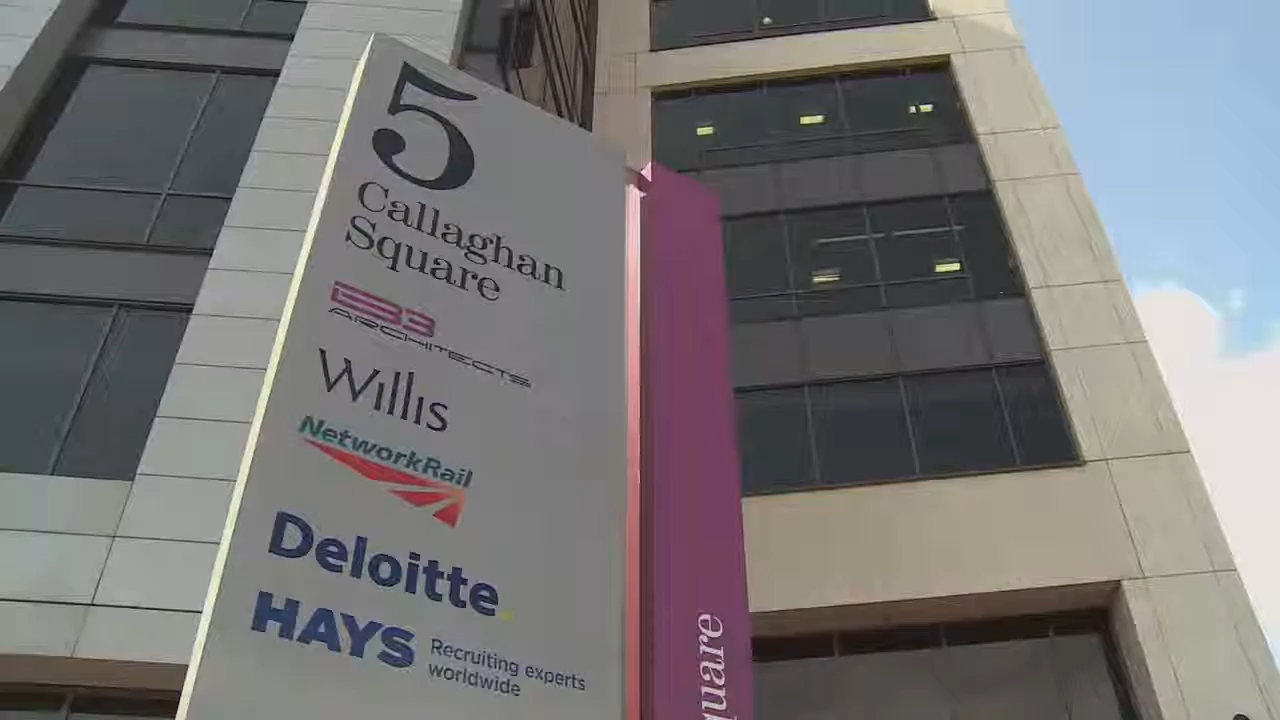 5
Callaghan
Square
B3
ARCHITECTS
Willis
NetworkRail
Deloitte.
HAYS Recruiting experts
worldwide
quare